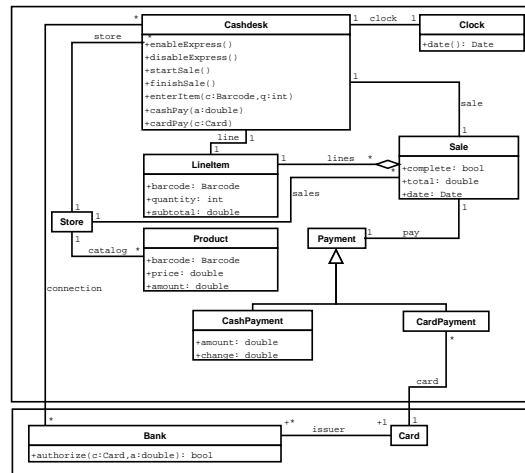 Cashdesk
+enableExpress()
+disableExpress()
+startSale()
+finishSale()
+enterItem(c:Barcode,q:int)
+cashPay(a:double)
+cardPay(c:Card)
1 clock 1
Clock
+date(): Date
*
store
*
1
sale
line
1
1
1
LineItem
+barcode: Barcode
+quantity: int
+subtotal: double
1 lines *
Sale
+complete: bool
+total: double
+date: Date
*
sales
1
Store
1
1
catalog *
Product
+barcode: Barcode
+price: double
+amount: double
Payment
1 pay
1
connection
CashPayment
+amount: double
+change: double
CardPayment
*
card
1
*
Bank
+authorize(c:Card,a:double): bool
+*
issuer
+1
Card